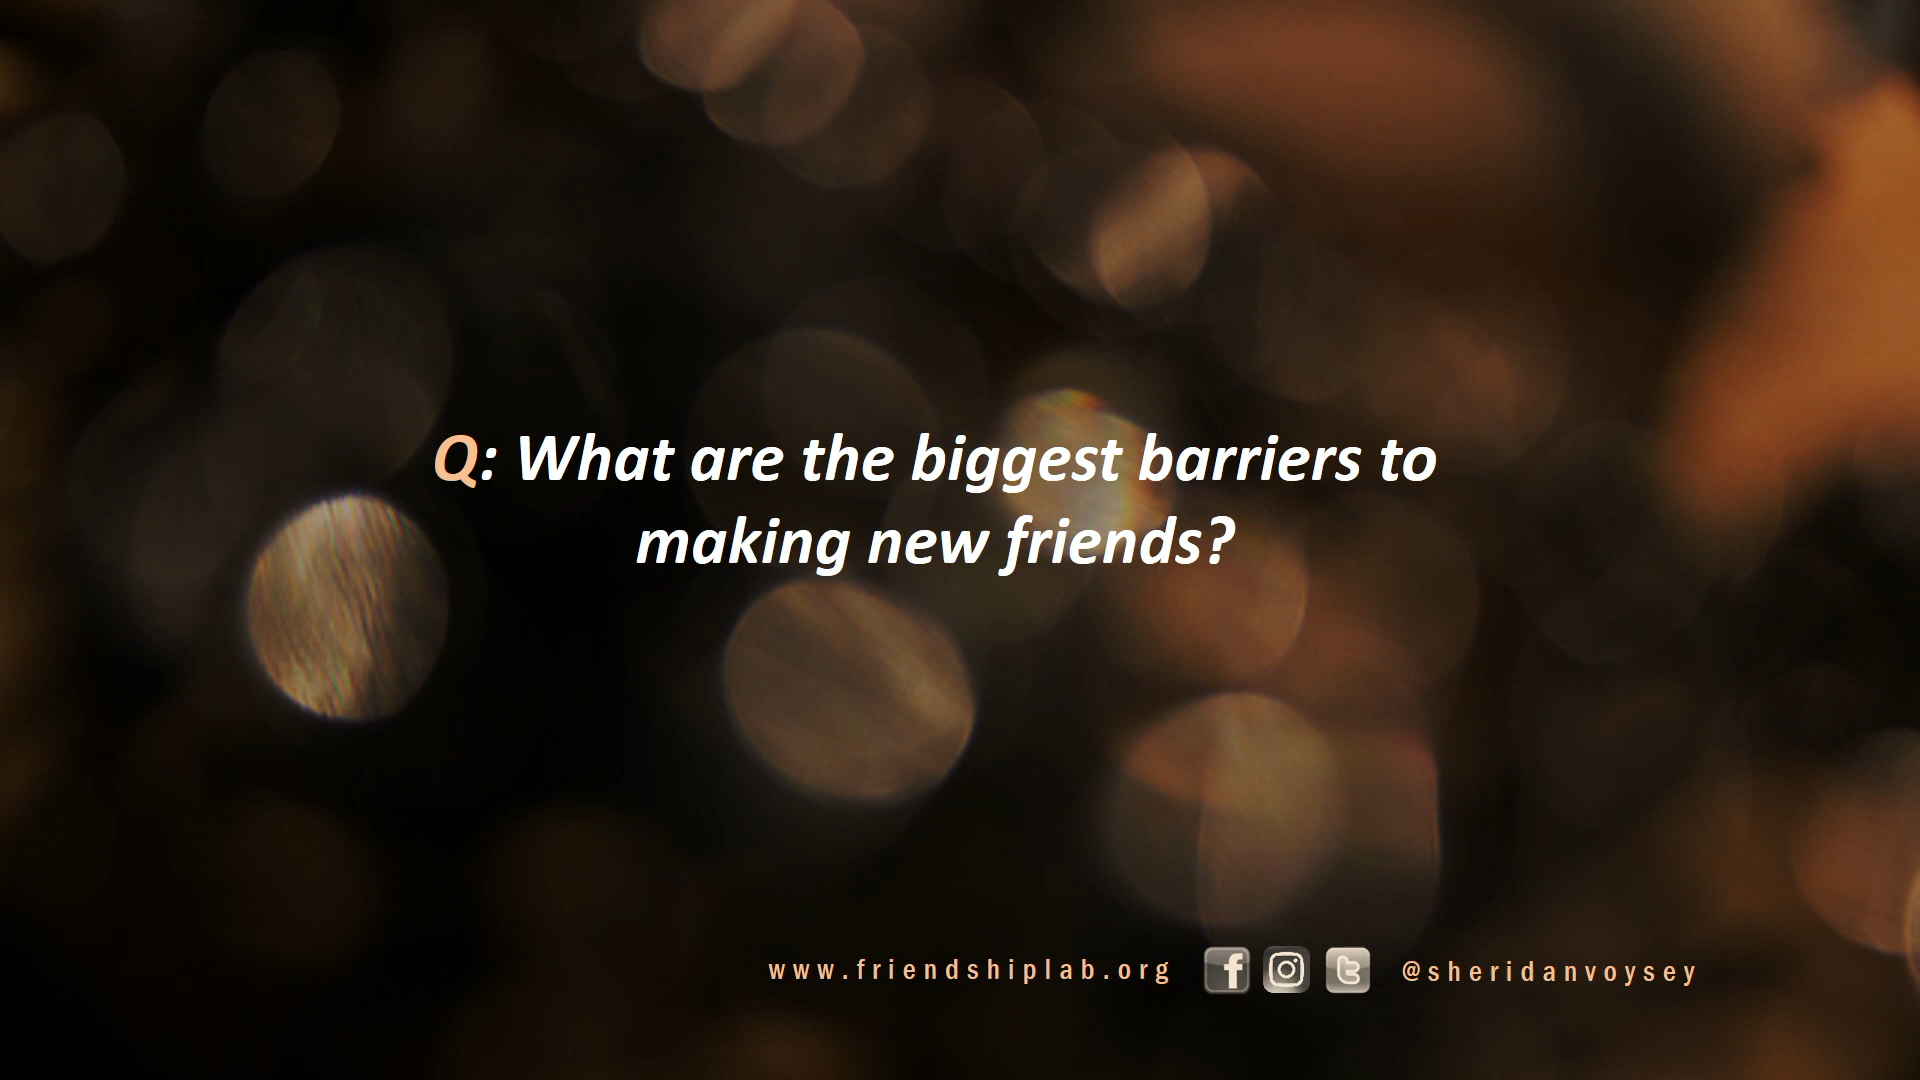 Q: What are the biggest barriers to
making new friends?
www.friendshiplab.org @sheridanvoysey